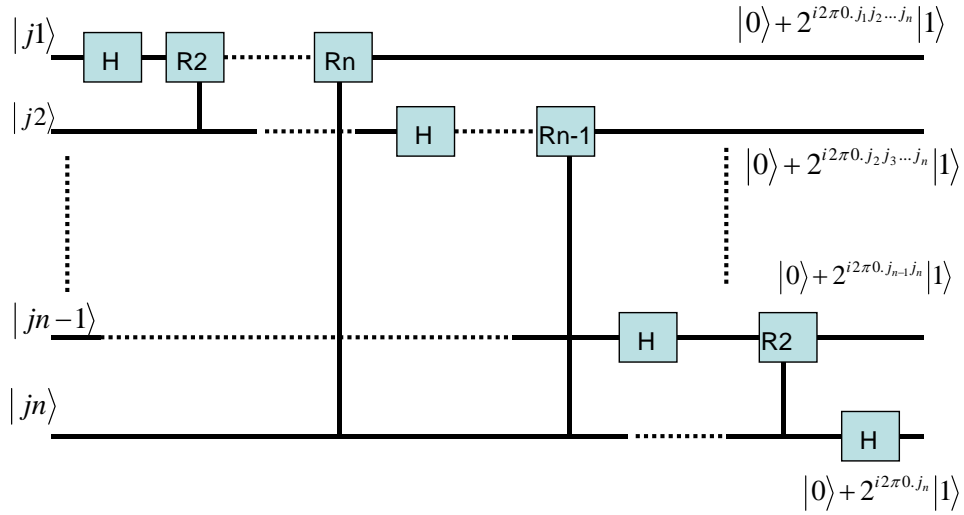 |j1⟩ H R2 Rn |0⟩ + 2^{i2π0.j₁j₂...jₙ}|1⟩
|j2⟩ H Rn-1
|0⟩ + 2^{i2π0.j₂j₃...jₙ}|1⟩
|0⟩ + 2^{i2π0.jₙ₋₁jₙ}|1⟩
|jn−1⟩ H R2
|jn⟩ H
|0⟩ + 2^{i2π0.jₙ}|1⟩